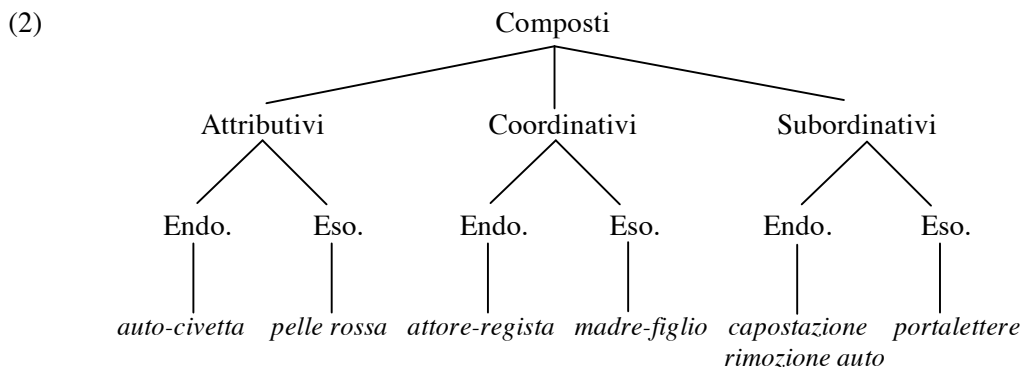 (2) Composti
Attributivi Coordinativi Subordinativi
Endo. Eso. Endo. Eso. Endo. Eso.
auto-civetta pelle rossa attore-regista madre-figlio capostazione portalettere
rimozione auto